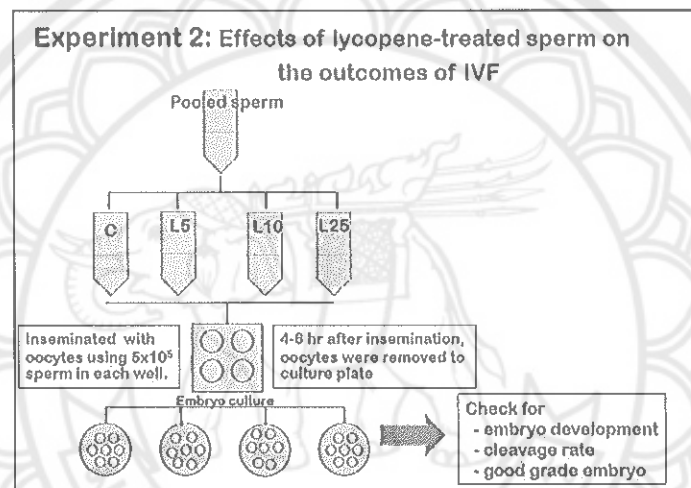 Experiment 2: Effects of lycopene-treated sperm on
the outcomes of IVF
Pooled sperm
C
L5
L10
L25
Inseminated with
oocytes using 5x10⁵
sperm in each well.
4-6 hr after insemination,
oocytes were removed to
culture plate
Embryo culture
Check for
- embryo development
- cleavage rate
- good grade embryo